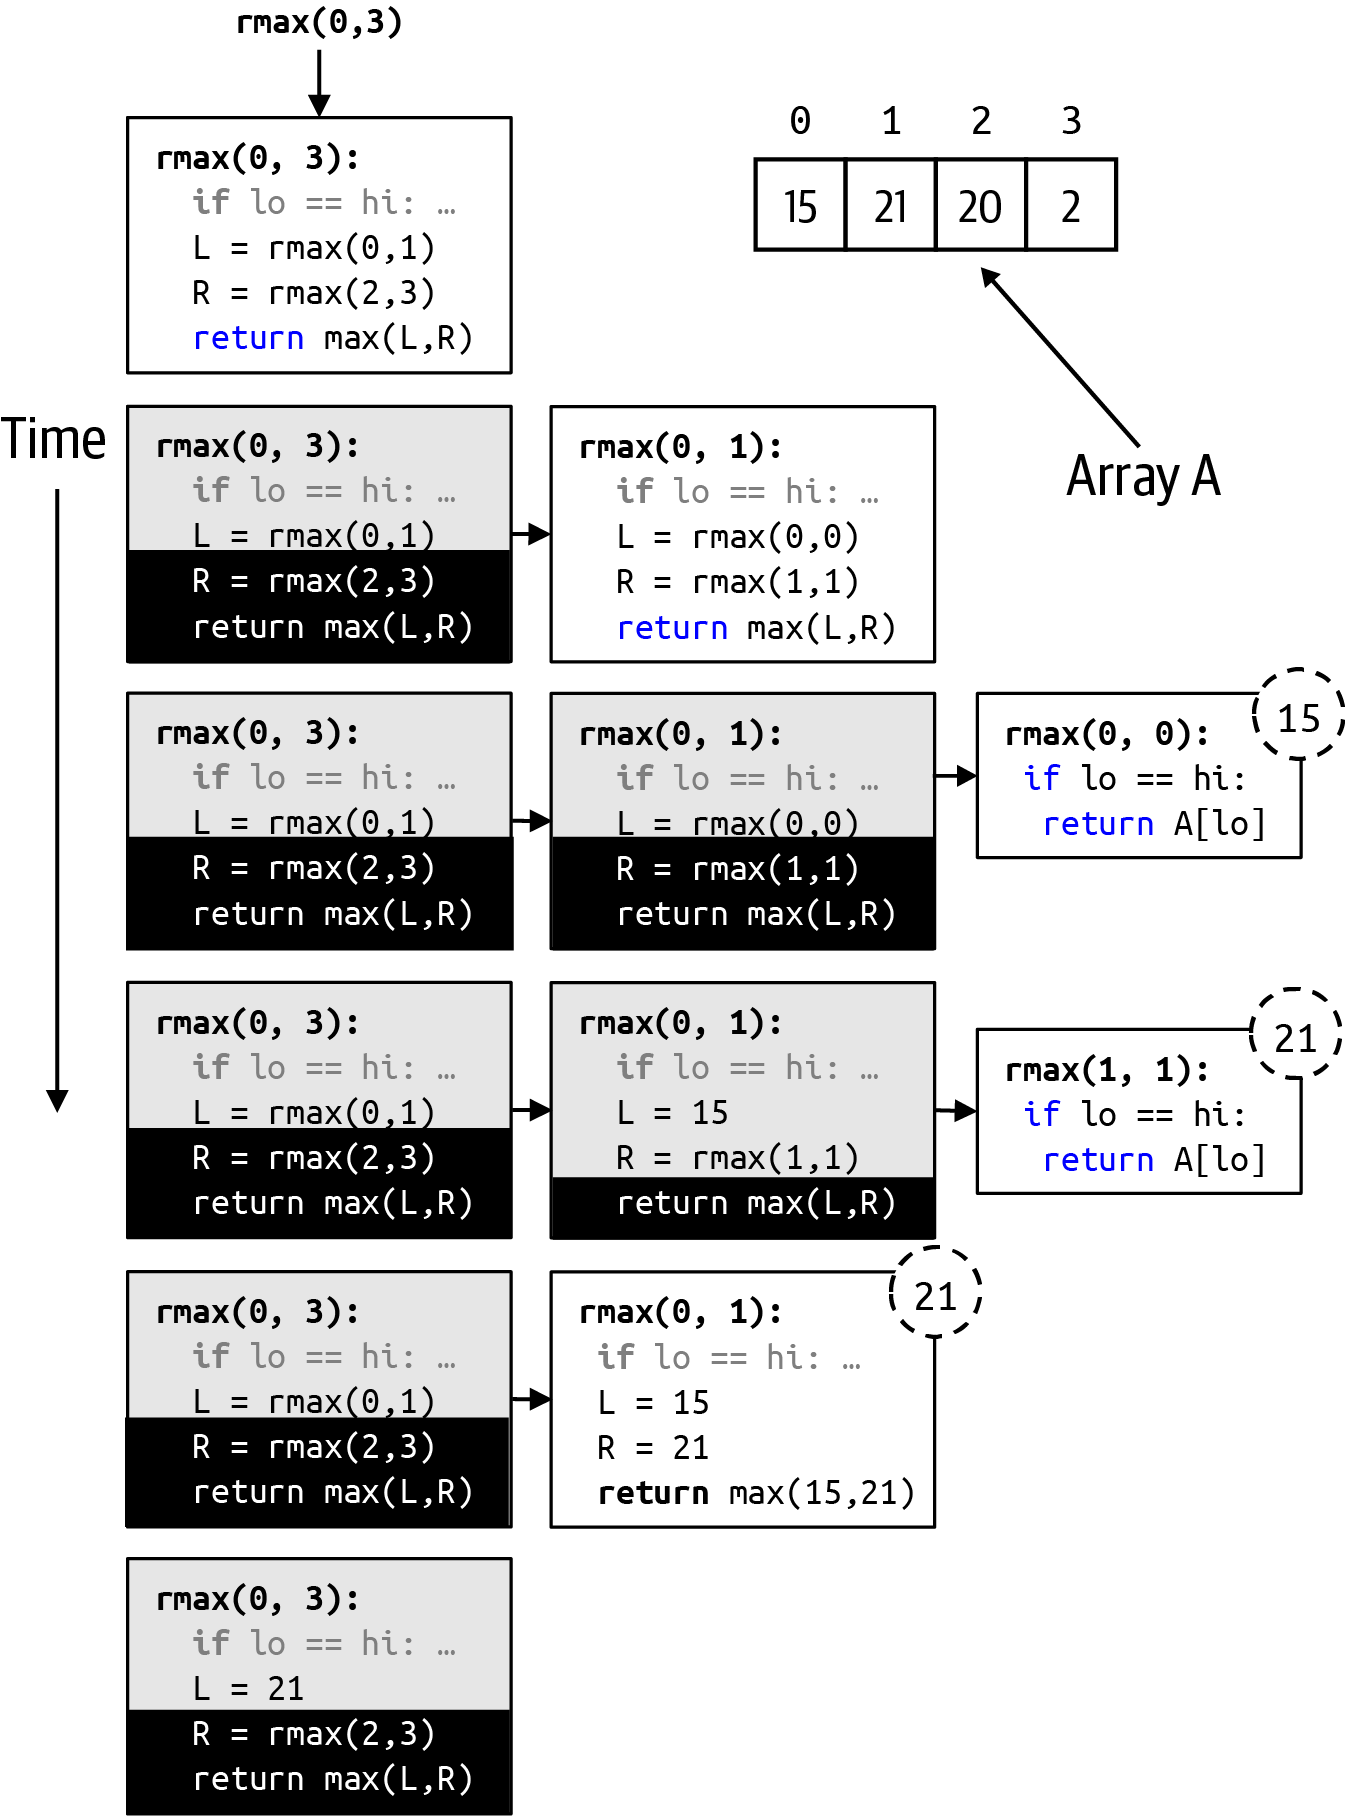 rmax(0,3)
0 1 2 3
15 21 20 2
Array A
rmax(0, 3):
if lo == hi: …
L = rmax(0,1)
R = rmax(2,3)
return max(L,R)
Time
rmax(0, 3):
if lo == hi: …
L = rmax(0,1)
R = rmax(2,3)
return max(L,R)
rmax(0, 1):
if lo == hi: …
L = rmax(0,0)
R = rmax(1,1)
return max(L,R)
rmax(0, 3):
if lo == hi: …
L = rmax(0,1)
R = rmax(2,3)
return max(L,R)
rmax(0, 1):
if lo == hi: …
L = rmax(0,0)
R = rmax(1,1)
return max(L,R)
15
rmax(0, 0):
if lo == hi:
return A[lo]
rmax(0, 3):
if lo == hi: …
L = rmax(0,1)
R = rmax(2,3)
return max(L,R)
rmax(0, 1):
if lo == hi: …
L = 15
R = rmax(1,1)
return max(L,R)
21
rmax(1, 1):
if lo == hi:
return A[lo]
rmax(0, 3):
if lo == hi: …
L = rmax(0,1)
R = rmax(2,3)
return max(L,R)
21
rmax(0, 1):
if lo == hi: …
L = 15
R = 21
return max(15,21)
rmax(0, 3):
if lo == hi: …
L = 21
R = rmax(2,3)
return max(L,R)